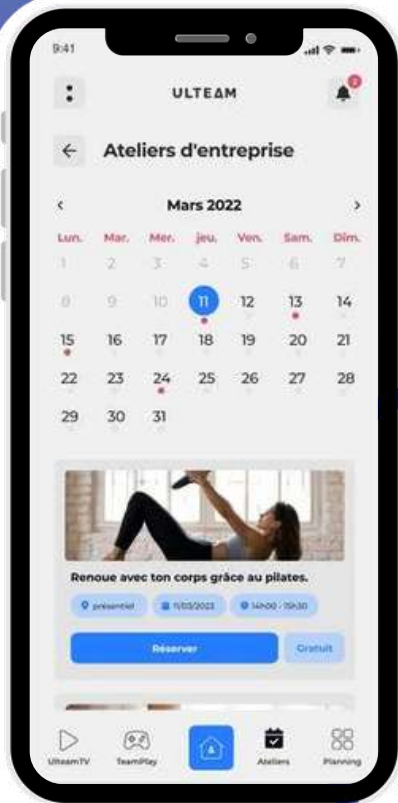 9:41
ULTEAM
2
Ateliers d'entreprise
Mars 2022
Lun. Mar. Mer. jeu. Ven. Sam. Dim.
1 2 3 4 5 6 7
8 9 10 11 12 13 14
15 16 17 18 19 20 21
22 23 24 25 26 27 28
29 30 31
Renoue avec ton corps grâce au pilates.
présentiel 11/03/2022 14h00 - 15h30
Réserver Gratuit
UlteamTV TeamPlay Ateliers Planning